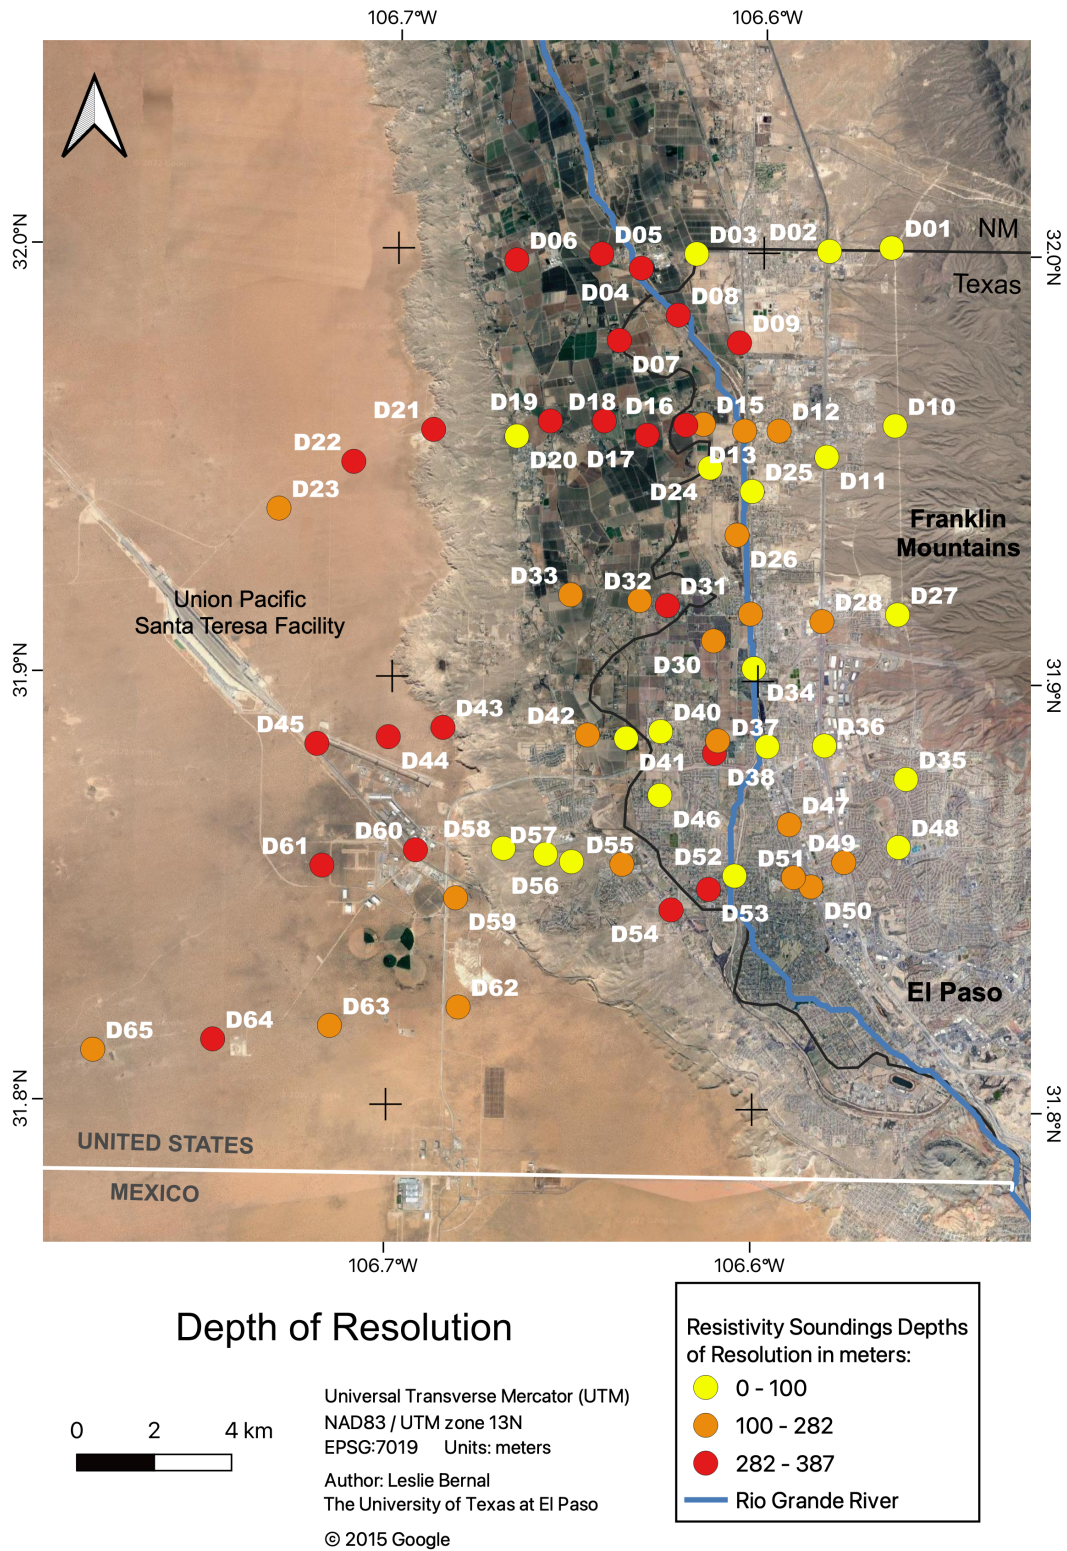 106.7°W 106.6°W
32.0°N
32.0°N
NM
Texas
D06 D05 D03 D02 D01
D04 D08
D09
D07
D21 D19 D18 D16 D15 D12 D10
D22 D20 D17 D13 D11
D23 D24 D25
Franklin
Mountains
D26
D33 D32 D31
D28 D27
Union Pacific
Santa Teresa Facility
D30
31.9°N
31.9°N
D34
D45 D43 D42 D40 D37 D36
D44 D41 D38 D35
D46 D47
D61 D60 D58 D57 D55 D52 D51 D49 D48
D56
D59 D54 D53 D50
El Paso
D65 D64 D63 D62
31.8°N
31.8°N
UNITED STATES
MEXICO
106.7°W 106.6°W
Depth of Resolution
0 2 4 km
Universal Transverse Mercator (UTM)
NAD83 / UTM zone 13N
EPSG:7019 Units: meters
Author: Leslie Bernal
The University of Texas at El Paso
© 2015 Google
Resistivity Soundings Depths
of Resolution in meters:
0 - 100
100 - 282
282 - 387
Rio Grande River